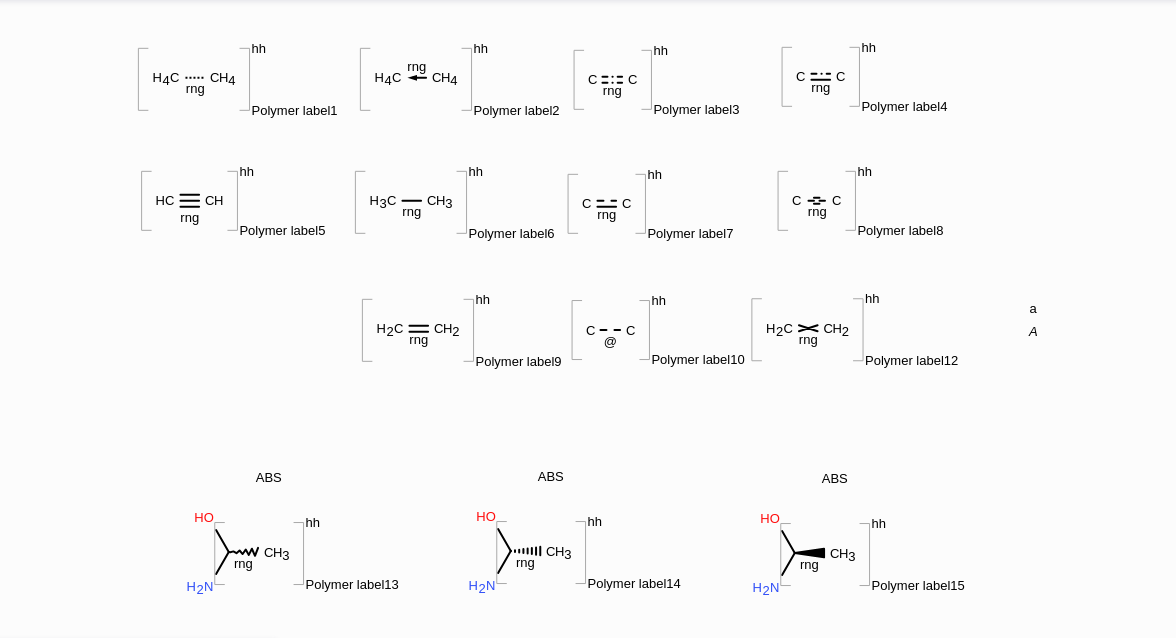 hh hh hh hh
H4C CH4 H4C rng CH4 C C C C
rng rng rng
Polymer label1 Polymer label2 Polymer label3 Polymer label4
hh hh hh hh
HC CH H3C CH3 C C C C
rng rng rng rng
Polymer label5 Polymer label6 Polymer label7 Polymer label8
hh hh hh
a
H2C CH2 C C H2C CH2 A
rng @ rng
Polymer label9 Polymer label10 Polymer label12
ABS ABS ABS
HO hh HO hh HO hh
CH3 CH3 CH3
rng rng rng
H2N Polymer label13 H2N Polymer label14 H2N Polymer label15